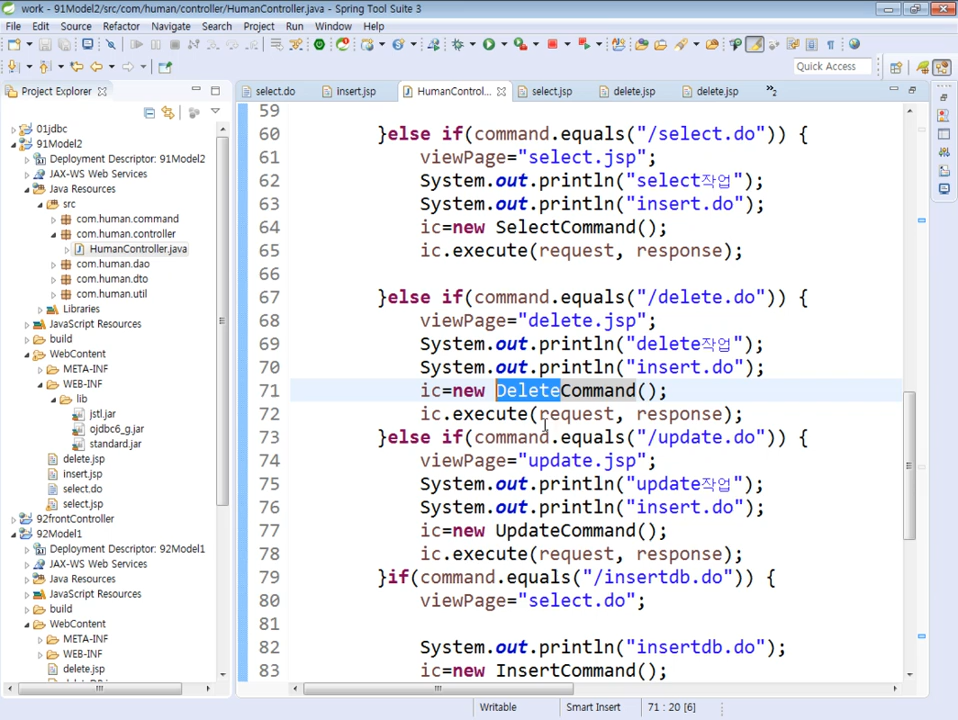 work - 91Model2/src/com/human/controller/HumanController.java - Spring Tool Suite 3
File Edit Source Refactor Navigate Search Project Run Window Help
Quick Access
Project Explorer
select.do insert.jsp HumanControl... select.jsp delete.jsp delete.jsp »2
01jdbc
91Model2
Deployment Descriptor: 91Model2
JAX-WS Web Services
Java Resources
src
com.human.command
com.human.controller
HumanController.java
com.human.dao
com.human.dto
com.human.util
Libraries
JavaScript Resources
build
WebContent
META-INF
WEB-INF
lib
jstl.jar
ojdbc6_g.jar
standard.jar
delete.jsp
insert.jsp
select.do
select.jsp
92frontController
92Model1
Deployment Descriptor: 92Model1
JAX-WS Web Services
Java Resources
JavaScript Resources
build
WebContent
META-INF
WEB-INF
delete.jsp
59
60 }else if(command.equals("/select.do")) {
61 viewPage="select.jsp";
62 System.out.println("select작업");
63 System.out.println("insert.do");
64 ic=new SelectCommand();
65 ic.execute(request, response);
66
67 }else if(command.equals("/delete.do")) {
68 viewPage="delete.jsp";
69 System.out.println("delete작업");
70 System.out.println("insert.do");
71 ic=new DeleteCommand();
72 ic.execute(request, response);
73 }else if(command.equals("/update.do")) {
74 viewPage="update.jsp";
75 System.out.println("update작업");
76 System.out.println("insert.do");
77 ic=new UpdateCommand();
78 ic.execute(request, response);
79 }if(command.equals("/insertdb.do")) {
80 viewPage="select.do";
81
82 System.out.println("insertdb.do");
83 ic=new InsertCommand();
Writable Smart Insert 71 : 20 [6]